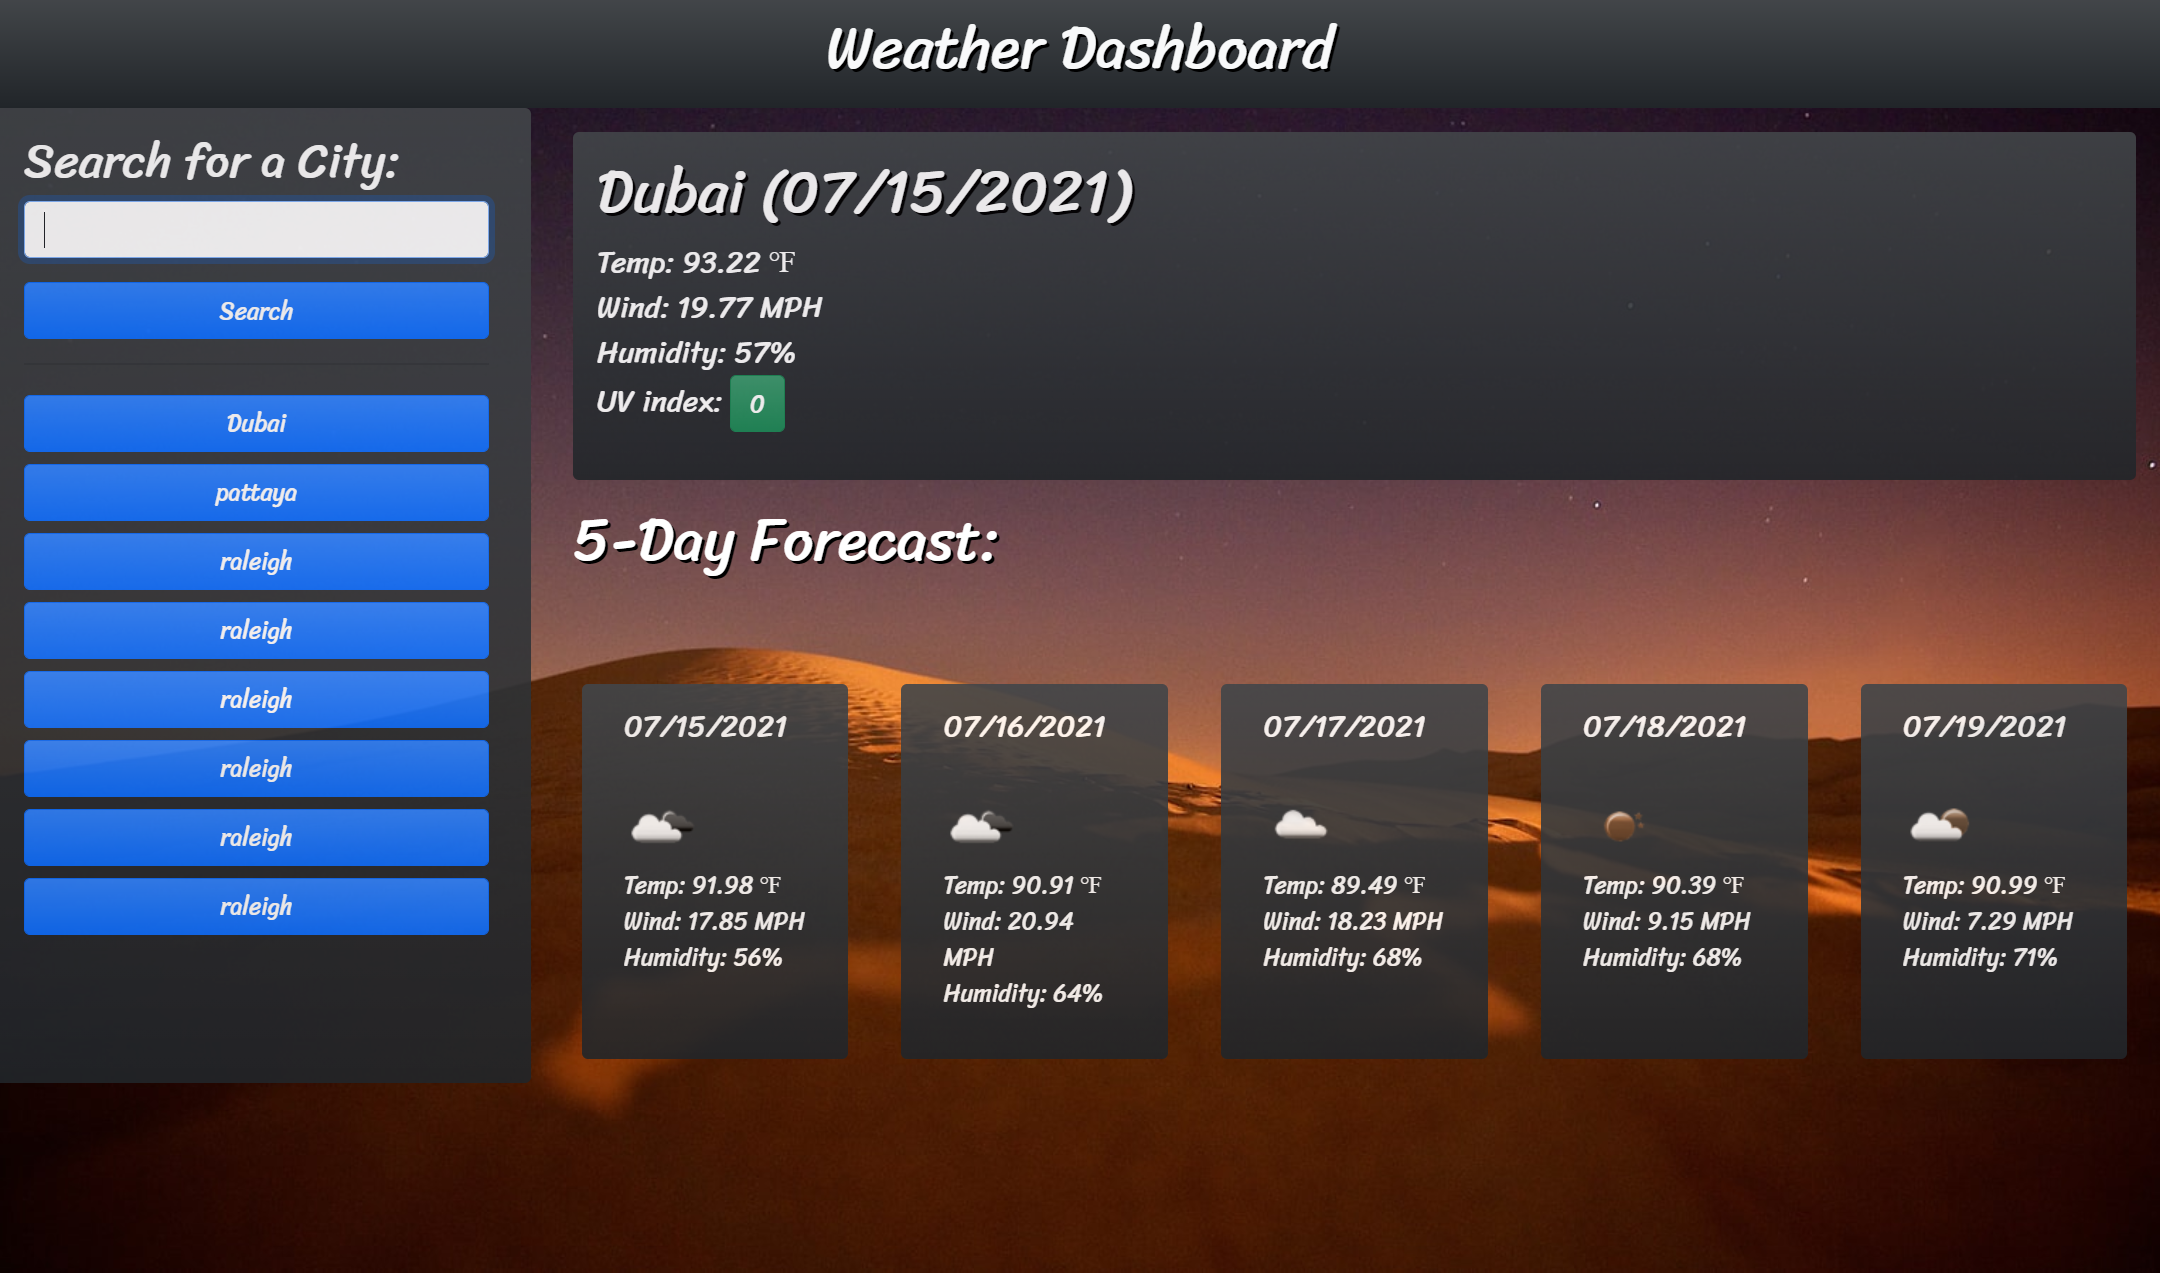 Weather Dashboard
Search for a City:
Search
Dubai
pattaya
raleigh
raleigh
raleigh
raleigh
raleigh
raleigh
Dubai (07/15/2021)
Temp: 93.22 °F
Wind: 19.77 MPH
Humidity: 57%
UV index: 0
5-Day Forecast:
07/15/2021
Temp: 91.98 °F
Wind: 17.85 MPH
Humidity: 56%
07/16/2021
Temp: 90.91 °F
Wind: 20.94
MPH
Humidity: 64%
07/17/2021
Temp: 89.49 °F
Wind: 18.23 MPH
Humidity: 68%
07/18/2021
Temp: 90.39 °F
Wind: 9.15 MPH
Humidity: 68%
07/19/2021
Temp: 90.99 °F
Wind: 7.29 MPH
Humidity: 71%